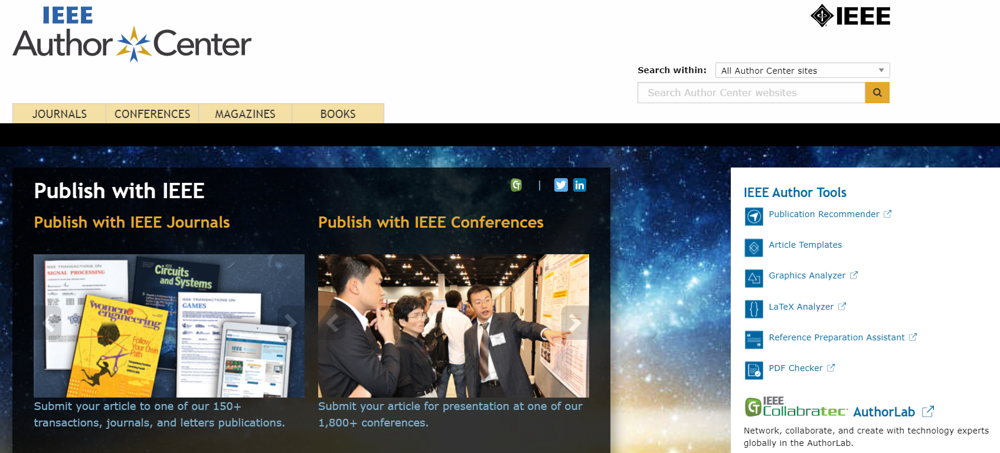 IEEE
Author Center
IEEE
Search within:
All Author Center sites
Search Author Center websites
JOURNALS
CONFERENCES
MAGAZINES
BOOKS
Publish with IEEE
Publish with IEEE Journals
IEEE TRANSACTIONS ON
SIGNAL PROCESSING
IEEE
Circuits
and Systems
IEEE TRANSACTIONS ON
GAMES
women
engineering
Follow
Your Own
Path
IEEE Access
Submit your article to one of our 150+
transactions, journals, and letters publications.
Publish with IEEE Conferences
Submit your article for presentation at one of our
1,800+ conferences.
IEEE Author Tools
Publication Recommender
Article Templates
Graphics Analyzer
LaTeX Analyzer
Reference Preparation Assistant
PDF Checker
IEEE
Collabratec AuthorLab
Network, collaborate, and create with technology experts
globally in the AuthorLab.